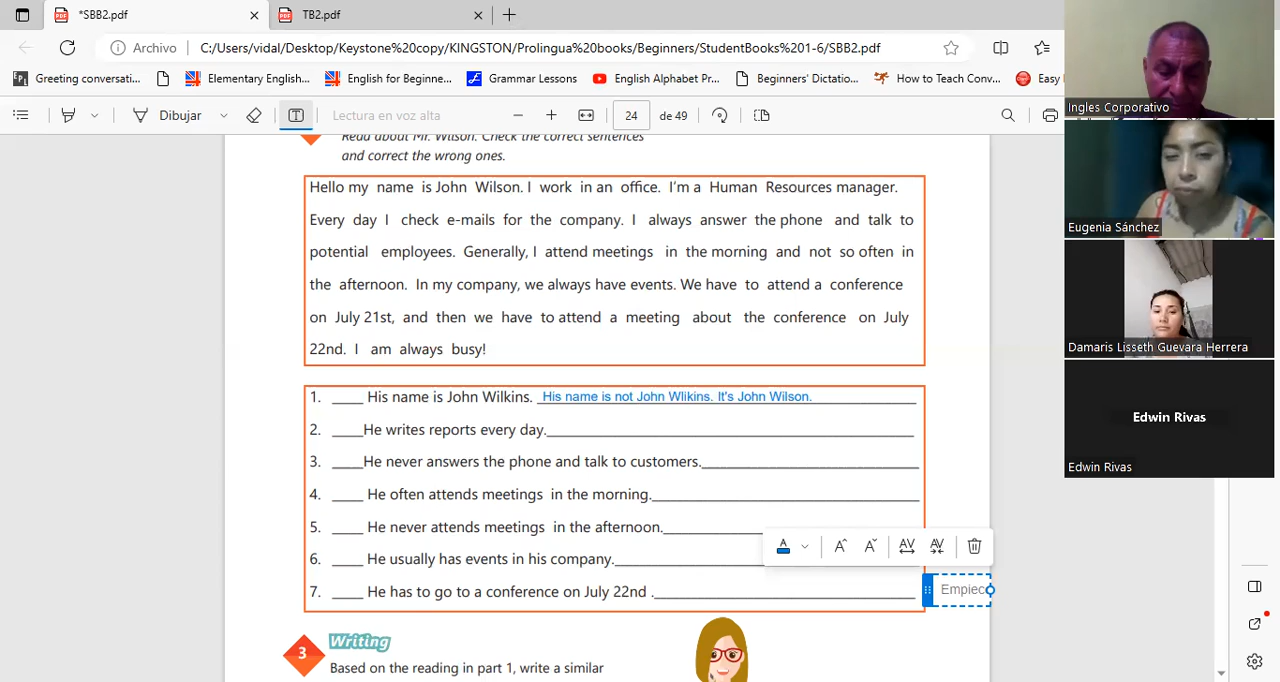 *SBB2.pdf
TB2.pdf
Archivo
C:/Users/vidal/Desktop/Keystone%20copy/KINGSTON/Prolingua%20books/Beginners/StudentBooks%201-6/SBB2.pdf
Greeting conversati...
Elementary English...
English for Beginne...
Grammar Lessons
English Alphabet Pr...
Beginners' Dictatio...
How to Teach Conv...
Easy
Dibujar
Lectura en voz alta
24
de 49
Read about Mr. Wilson. Check the correct sentences
and correct the wrong ones.
Hello my name is John Wilson. I work in an office. I'm a Human Resources manager.
Every day I check e-mails for the company. I always answer the phone and talk to
potential employees. Generally, I attend meetings in the morning and not so often in
the afternoon. In my company, we always have events. We have to attend a conference
on July 21st, and then we have to attend a meeting about the conference on July
22nd. I am always busy!
1. ____ His name is John Wilkins. His name is not John Wlikins. It's John Wilson.
2. ____He writes reports every day.
3. ____He never answers the phone and talk to customers.
4. ____ He often attends meetings in the morning.
5. ____ He never attends meetings in the afternoon.
6. ____ He usually has events in his company.
7. ____ He has to go to a conference on July 22nd .
Empiec
3
Writing
Based on the reading in part 1, write a similar
Ingles Corporativo
Eugenia Sánchez
Damaris Lisseth Guevara Herrera
Edwin Rivas
Edwin Rivas